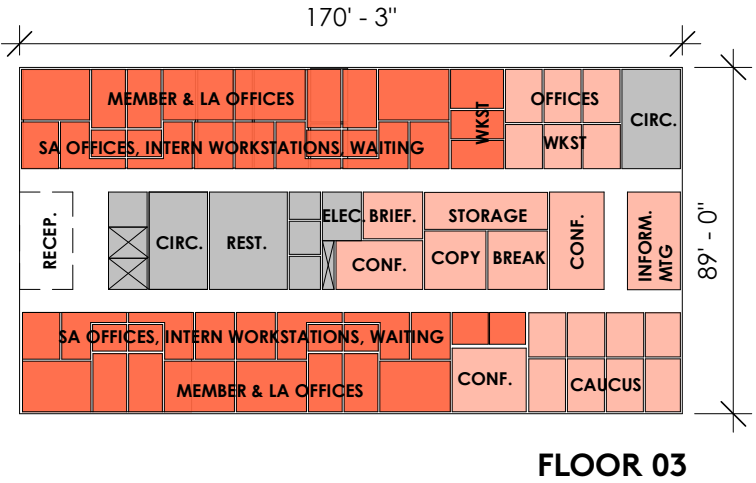 170' - 3"
MEMBER & LA OFFICES
OFFICES
WKST
CIRC.
SA OFFICES, INTERN WORKSTATIONS, WAITING
WKST
RECEP.
CIRC.
REST.
ELEC.
BRIEF.
CONF.
STORAGE
COPY
BREAK
CONF.
INFORM.
MTG
89' - 0"
SA OFFICES, INTERN WORKSTATIONS, WAITING
MEMBER & LA OFFICES
CONF.
CAUCUS
FLOOR 03